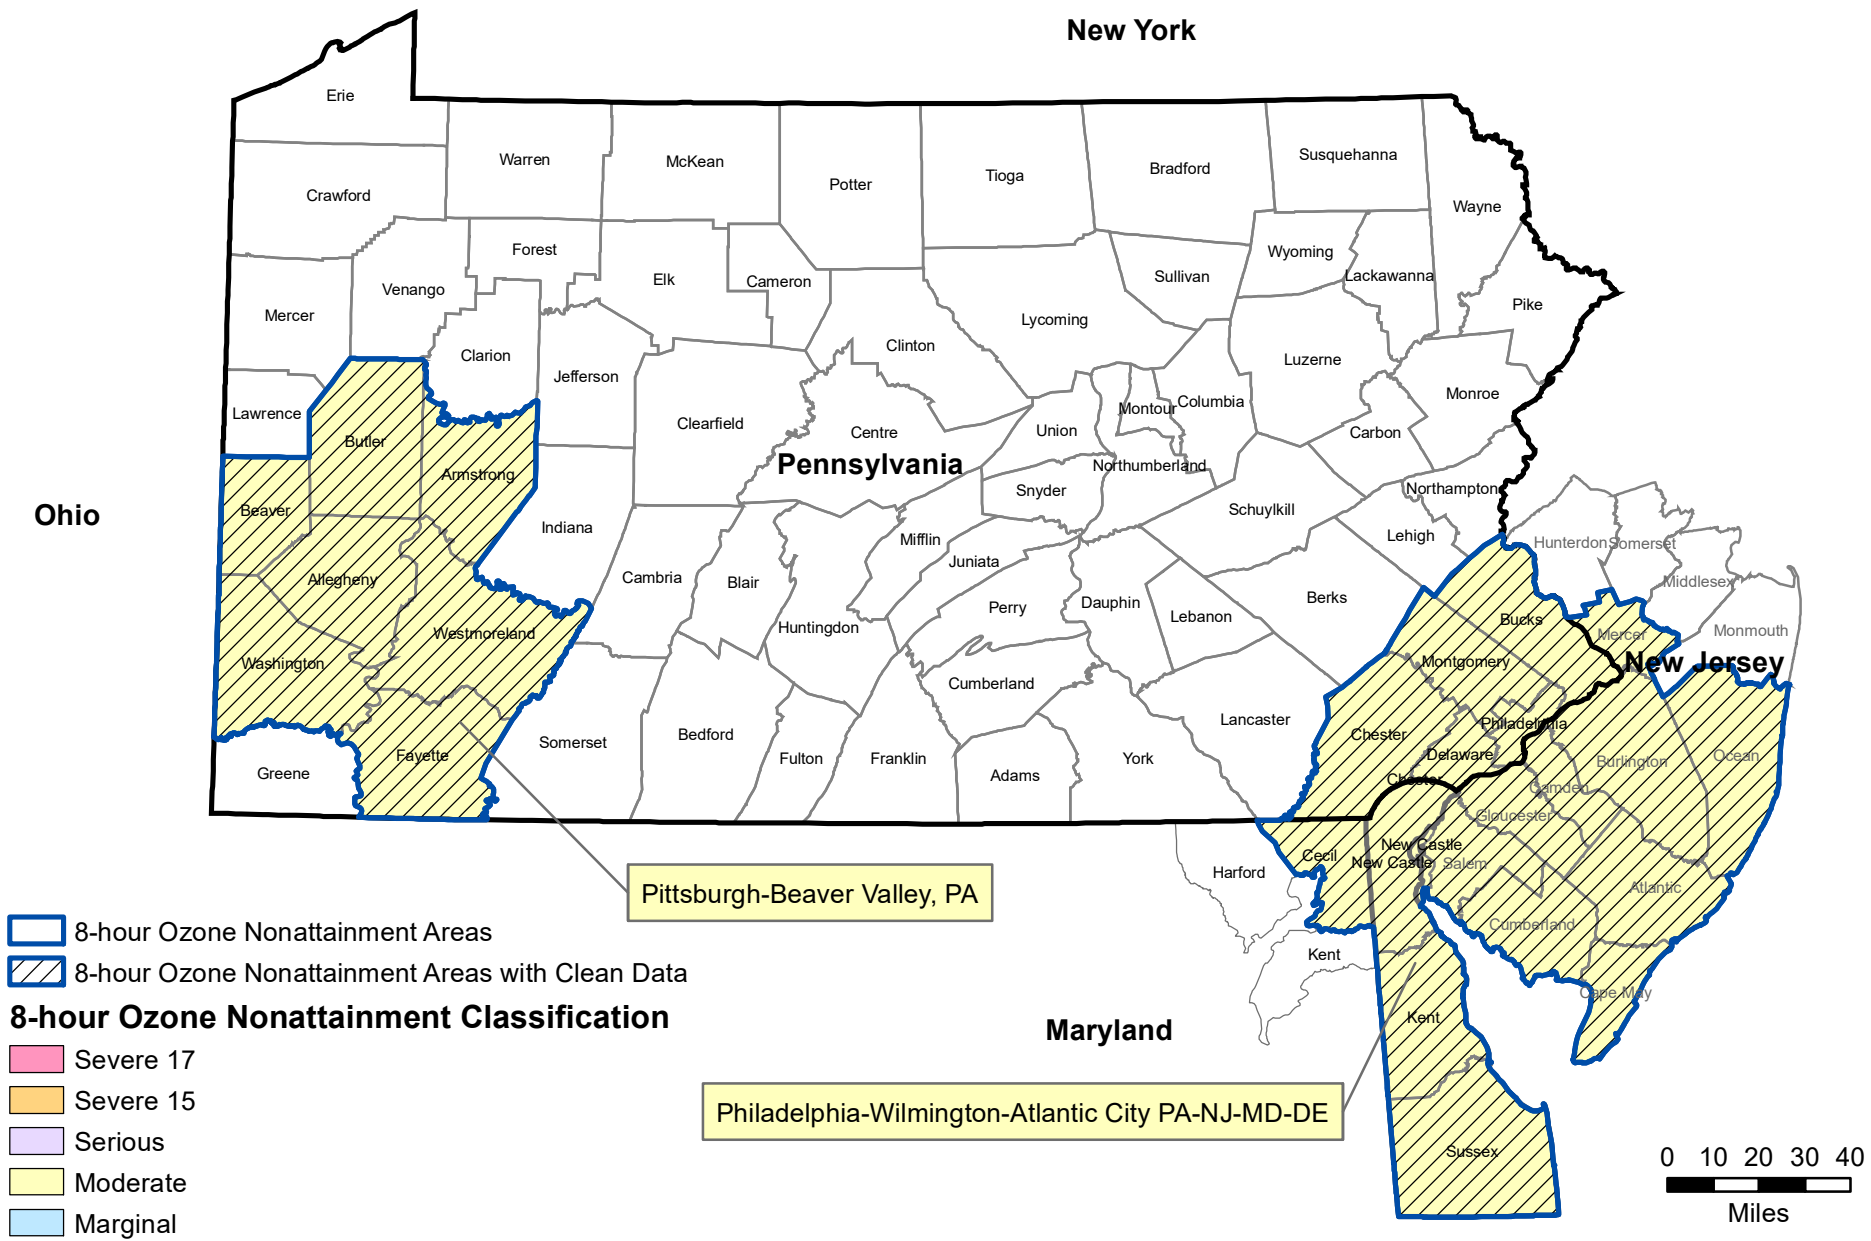 New York
Erie
Warren
McKean
Potter
Tioga
Bradford
Susquehanna
Crawford
Wayne
Forest
Elk
Cameron
Sullivan
Wyoming
Lackawanna
Venango
Mercer
Pike
Lycoming
Clinton
Clarion
Luzerne
Jefferson
Monroe
Lawrence
Clearfield
Montour
Columbia
Centre
Union
Carbon
Butler
Pennsylvania
Northumberland
Armstrong
Snyder
Northampton
Ohio
Beaver
Indiana
Schuylkill
Lehigh
Mifflin
Juniata
Hunterdon
Somerset
Allegheny
Cambria
Blair
Middlesex
Perry
Dauphin
Lebanon
Berks
Huntingdon
Westmoreland
Bucks
Mercer
Monmouth
Washington
Montgomery
New Jersey
Cumberland
Lancaster
Bedford
Somerset
Fayette
Fulton
Franklin
York
Adams
Greene
Chester
Philadelphia
Delaware
Burlington
Ocean
Chester
Camden
Gloucester
New Castle
Cecil
New Castle
Salem
Harford
Atlantic
Pittsburgh-Beaver Valley, PA
Cumberland
Kent
Cape May
Kent
Maryland
Philadelphia-Wilmington-Atlantic City PA-NJ-MD-DE
Sussex
8-hour Ozone Nonattainment Areas
8-hour Ozone Nonattainment Areas with Clean Data
8-hour Ozone Nonattainment Classification
Severe 17
Severe 15
Serious
Moderate
Marginal
0 10 20 30 40
Miles